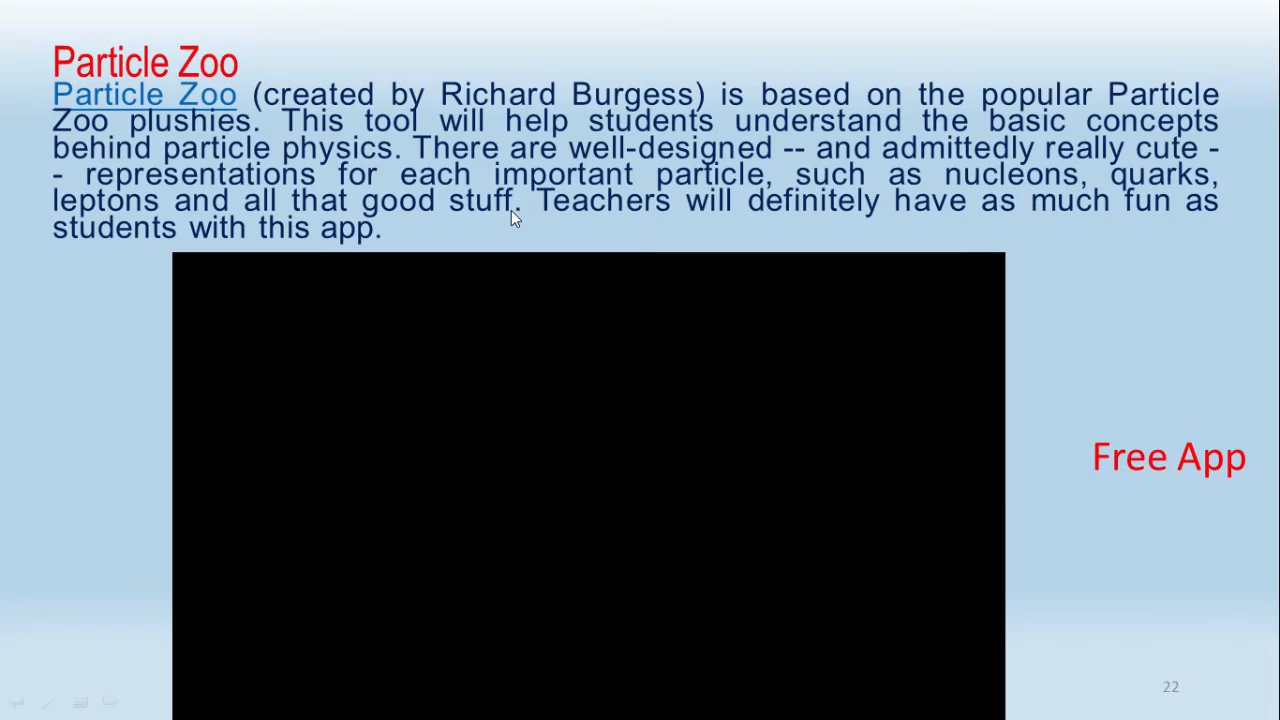 Particle Zoo
Particle Zoo (created by Richard Burgess) is based on the popular Particle
Zoo plushies. This tool will help students understand the basic concepts
behind particle physics. There are well-designed -- and admittedly really cute -
- representations for each important particle, such as nucleons, quarks,
leptons and all that good stuff. Teachers will definitely have as much fun as
students with this app.
Free App
22